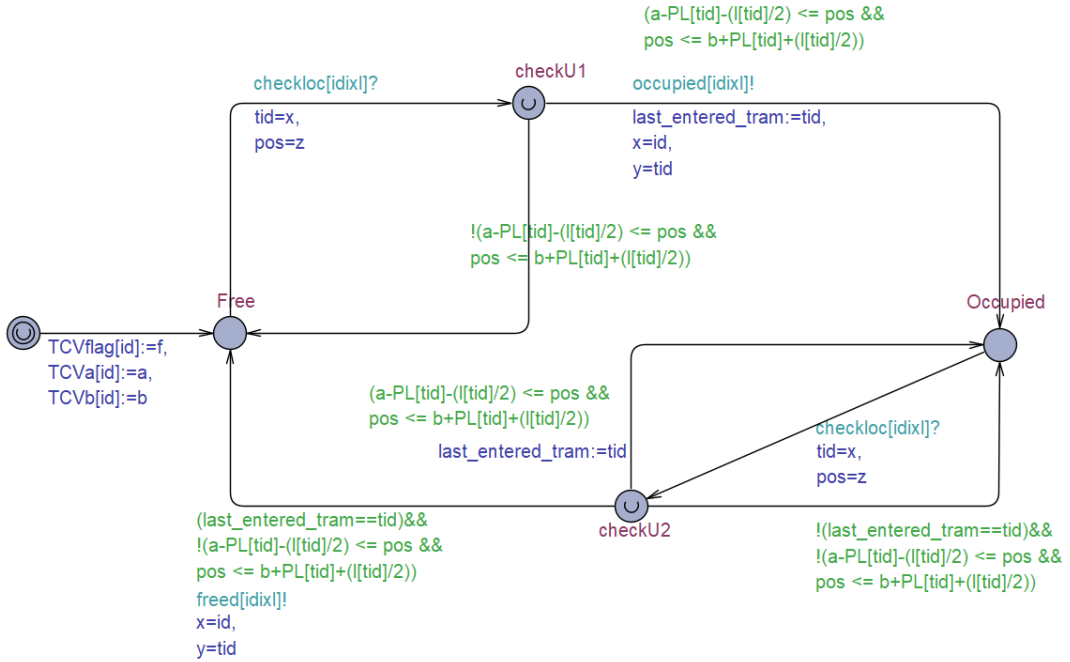 (a-PL[tid]-(l[tid]/2) <= pos &&
pos <= b+PL[tid]+(l[tid]/2))
checkU1
checkloc[idixl]?
tid=x,
pos=z
occupied[idixl]!
last_entered_tram:=tid,
x=id,
y=tid
!(a-PL[tid]-(l[tid]/2) <= pos &&
pos <= b+PL[tid]+(l[tid]/2))
Free
Occupied
TCVflag[id]:=f,
TCVa[id]:=a,
TCVb[id]:=b
(a-PL[tid]-(l[tid]/2) <= pos &&
pos <= b+PL[tid]+(l[tid]/2))
last_entered_tram:=tid
checkloc[idixl]?
tid=x,
pos=z
checkU2
(last_entered_tram==tid)&&
!(a-PL[tid]-(l[tid]/2) <= pos &&
pos <= b+PL[tid]+(l[tid]/2))
freed[idixl]!
x=id,
y=tid
!(last_entered_tram==tid)&&
!(a-PL[tid]-(l[tid]/2) <= pos &&
pos <= b+PL[tid]+(l[tid]/2))